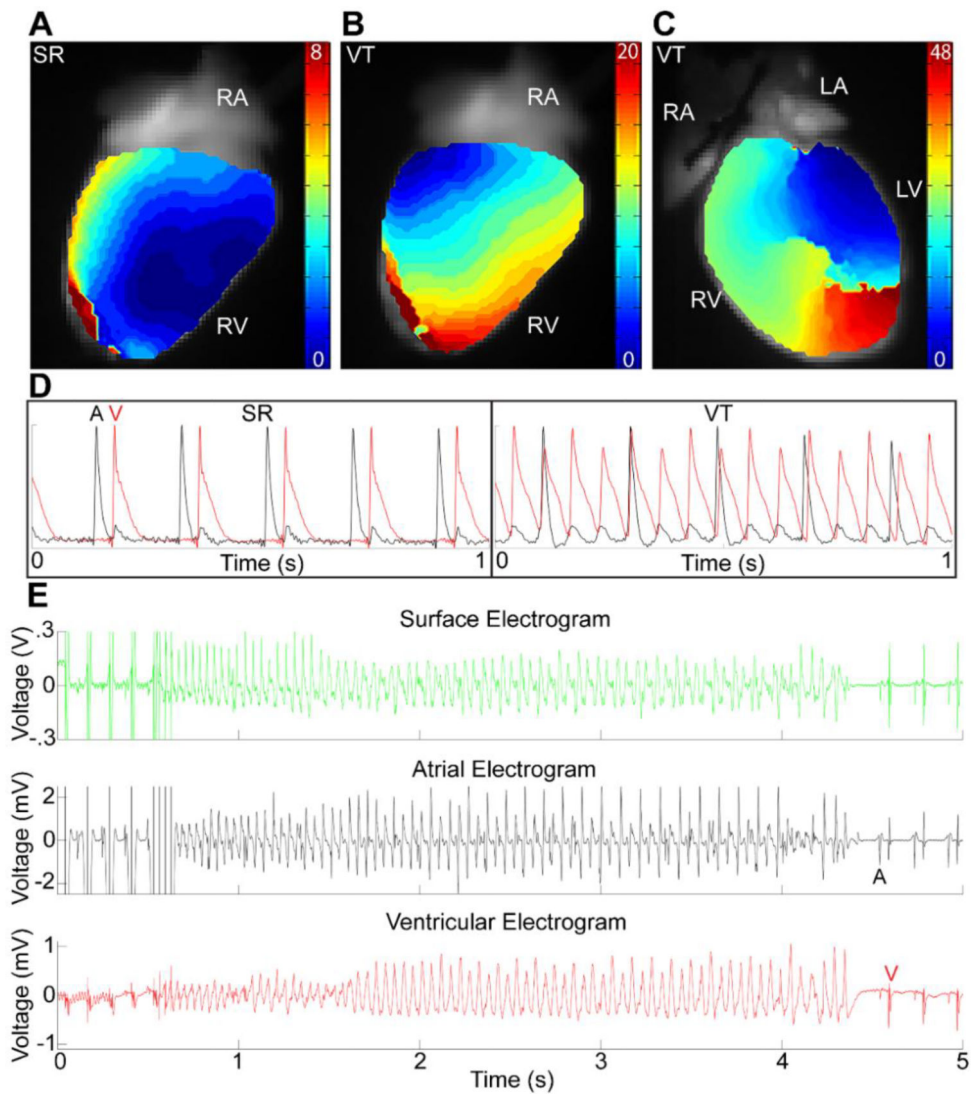 A B C
SR 8 VT 20 VT 48
RA RA RA LA
LV
RV RV RV
0 0 0
D
A V SR VT
0 Time (s) 1 0 Time (s) 1
E
Surface Electrogram
Voltage (V)
.3
0
-.3
Atrial Electrogram
Voltage (mV)
2
0
-2
A
Ventricular Electrogram
Voltage (mV)
1
0
-1
V
0 1 2 3 4 5
Time (s)